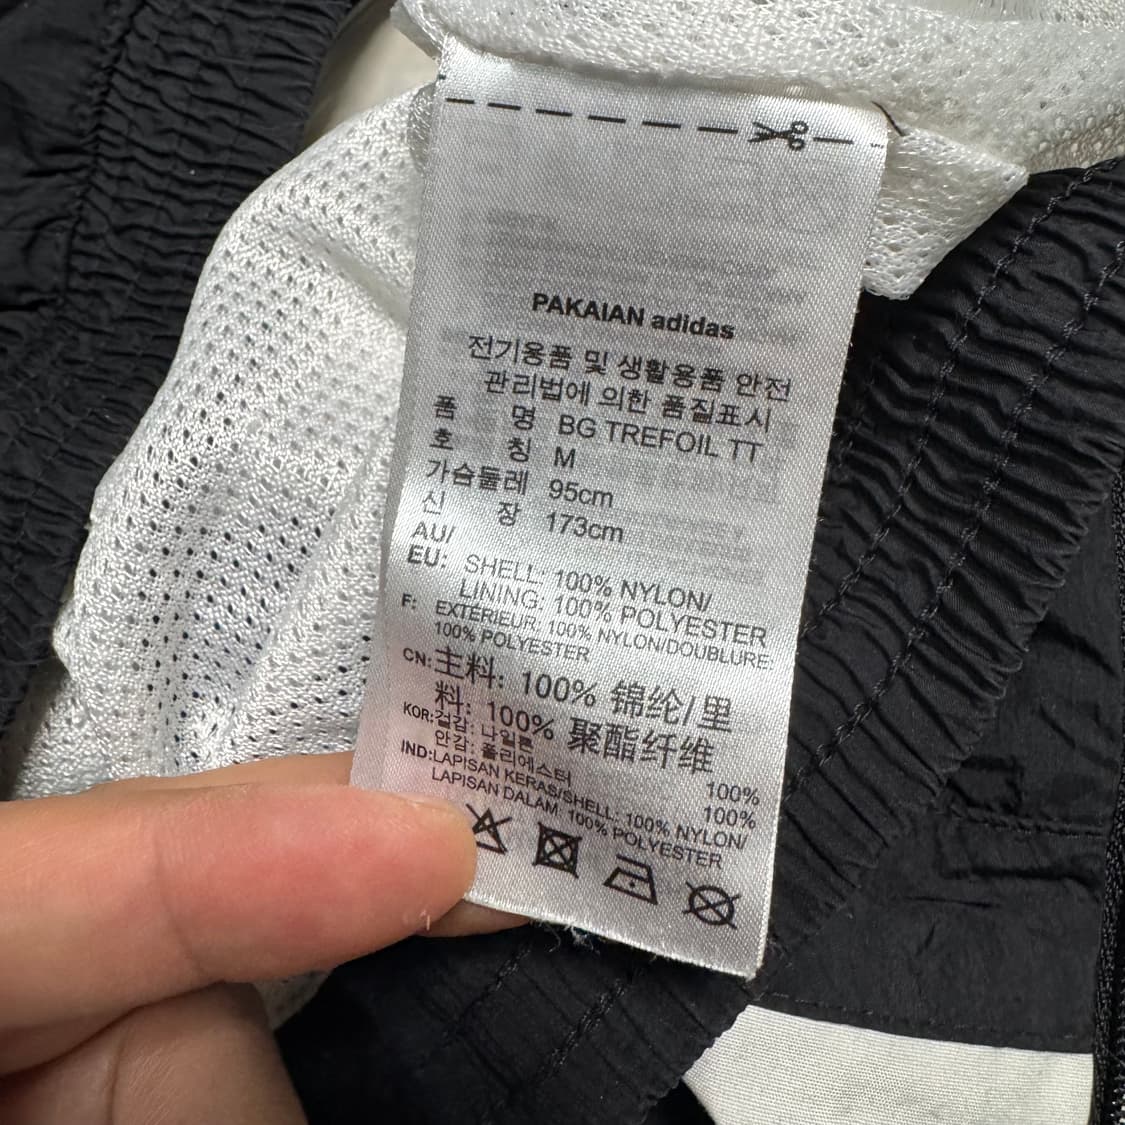 PAKAIAN adidas
전기용품 및 생활용품 안전
관리법에 의한 품질표시
품 명 BG TREFOIL TT
호 칭 M
가슴둘레 95cm
신 장 173cm
AU/
EU: SHELL: 100% NYLON/
LINING: 100% POLYESTER
F: EXTÉRIEUR: 100% NYLON/DOUBLURE:
100% POLYESTER
CN:主料: 100% 锦纶/里
料: 100% 聚酯纤维
KOR:겉감: 나일론 100%
안감: 폴리에스터 100%
IND:LAPISAN KERAS/SHELL: 100% NYLON/
LAPISAN DALAM: 100% POLYESTER